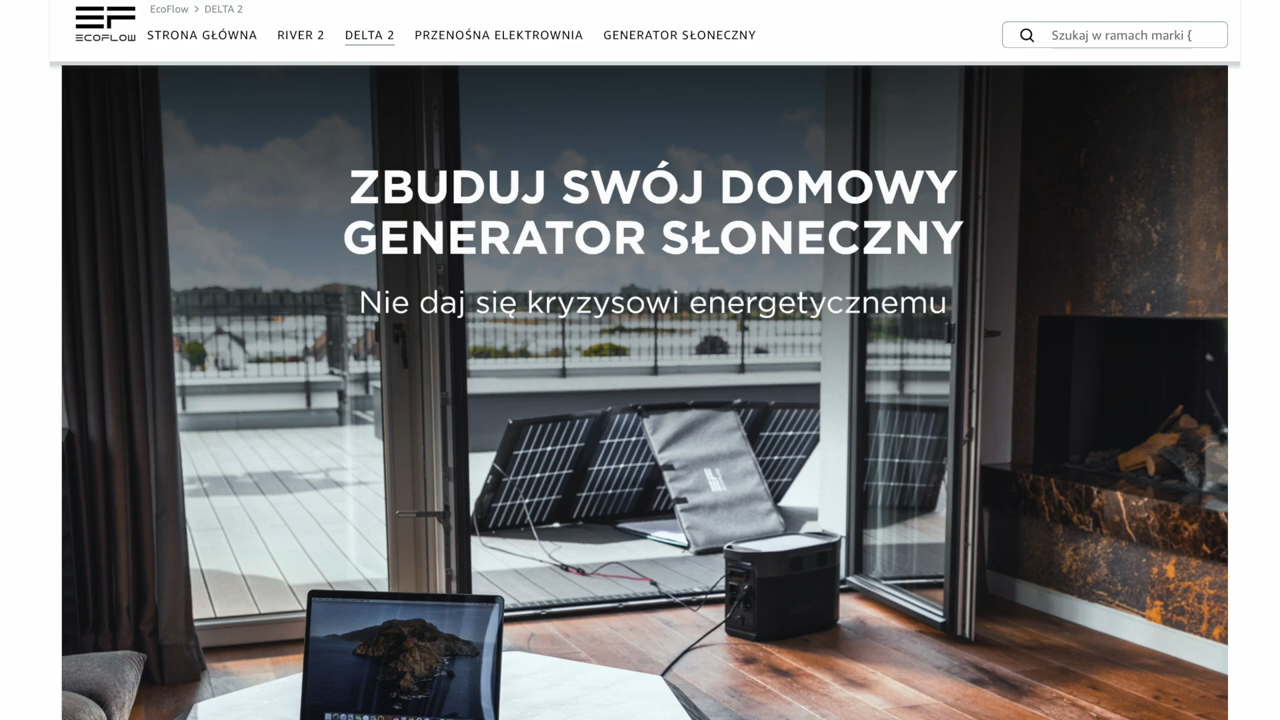 EcoFlow > DELTA 2
ECOFLOW
STRONA GŁÓWNA RIVER 2 DELTA 2 PRZENOŚNA ELEKTROWNIA GENERATOR SŁONECZNY
Szukaj w ramach marki {
ZBUDUJ SWÓJ DOMOWY
GENERATOR SŁONECZNY
Nie daj się kryzysowi energetycznemu